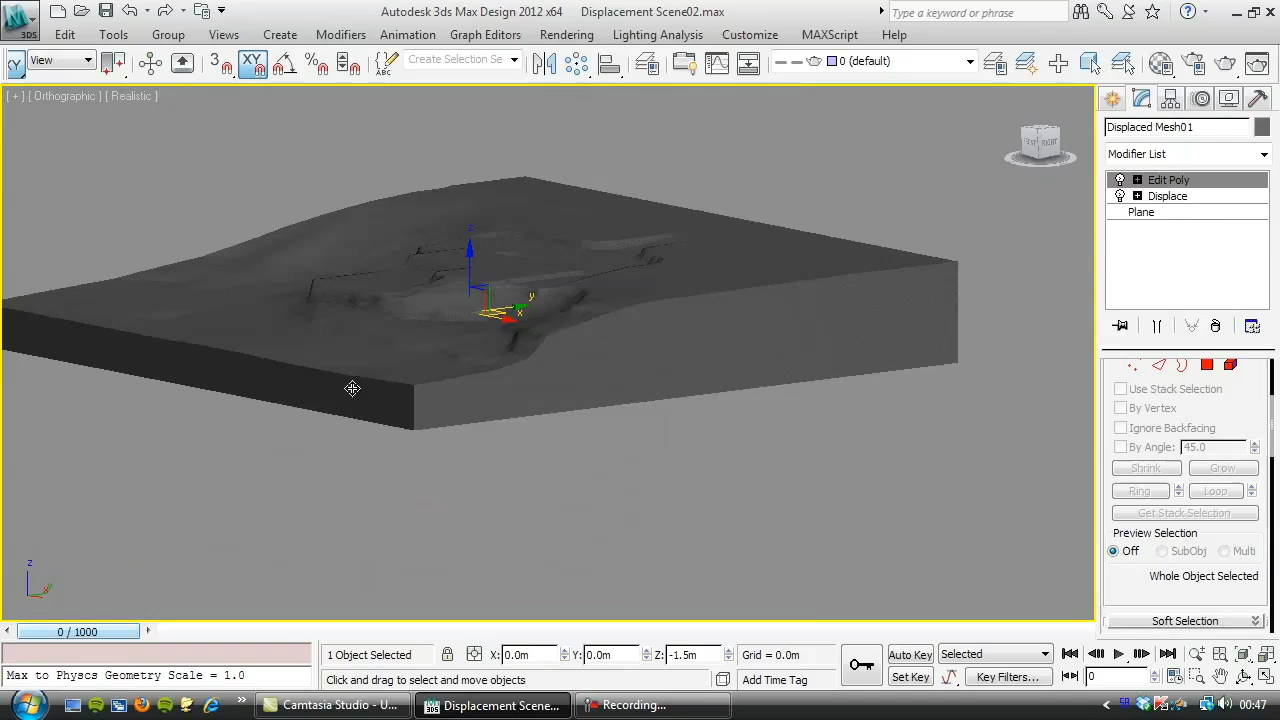 Autodesk 3ds Max Design 2012 x64 Displacement Scene02.max
Type a keyword or phrase
3DS
Edit Tools Group Views Create Modifiers Animation Graph Editors Rendering Lighting Analysis Customize MAXScript Help
View
3
XY
ABC
Create Selection Se
0 (default)
[ + ] [ Orthographic ] [ Realistic ]
RIGHT
Displaced Mesh01
Modifier List
Edit Poly
Displace
Plane
z
y
x
Use Stack Selection
By Vertex
Ignore Backfacing
By Angle: 45.0
Shrink Grow
Ring Loop
Get Stack Selection
Preview Selection
Off SubObj Multi
Whole Object Selected
Soft Selection
z
0 / 1000
1 Object Selected X: 0.0m Y: 0.0m Z: -1.5m Grid = 0.0m Auto Key Selected
Max to Physcs Geometry Scale = 1.0 Click and drag to select and move objects Add Time Tag Set Key Key Filters... 0
Camtasia Studio - U... Displacement Scene... Recording... 58 00:47